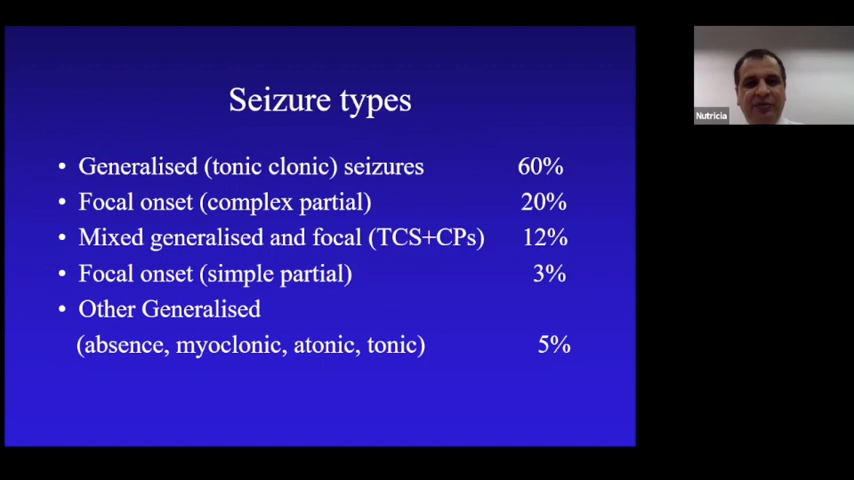 Seizure types
• Generalised (tonic clonic) seizures 60%
• Focal onset (complex partial) 20%
• Mixed generalised and focal (TCS+CPs) 12%
• Focal onset (simple partial) 3%
• Other Generalised
(absence, myoclonic, atonic, tonic) 5%
Nutricia